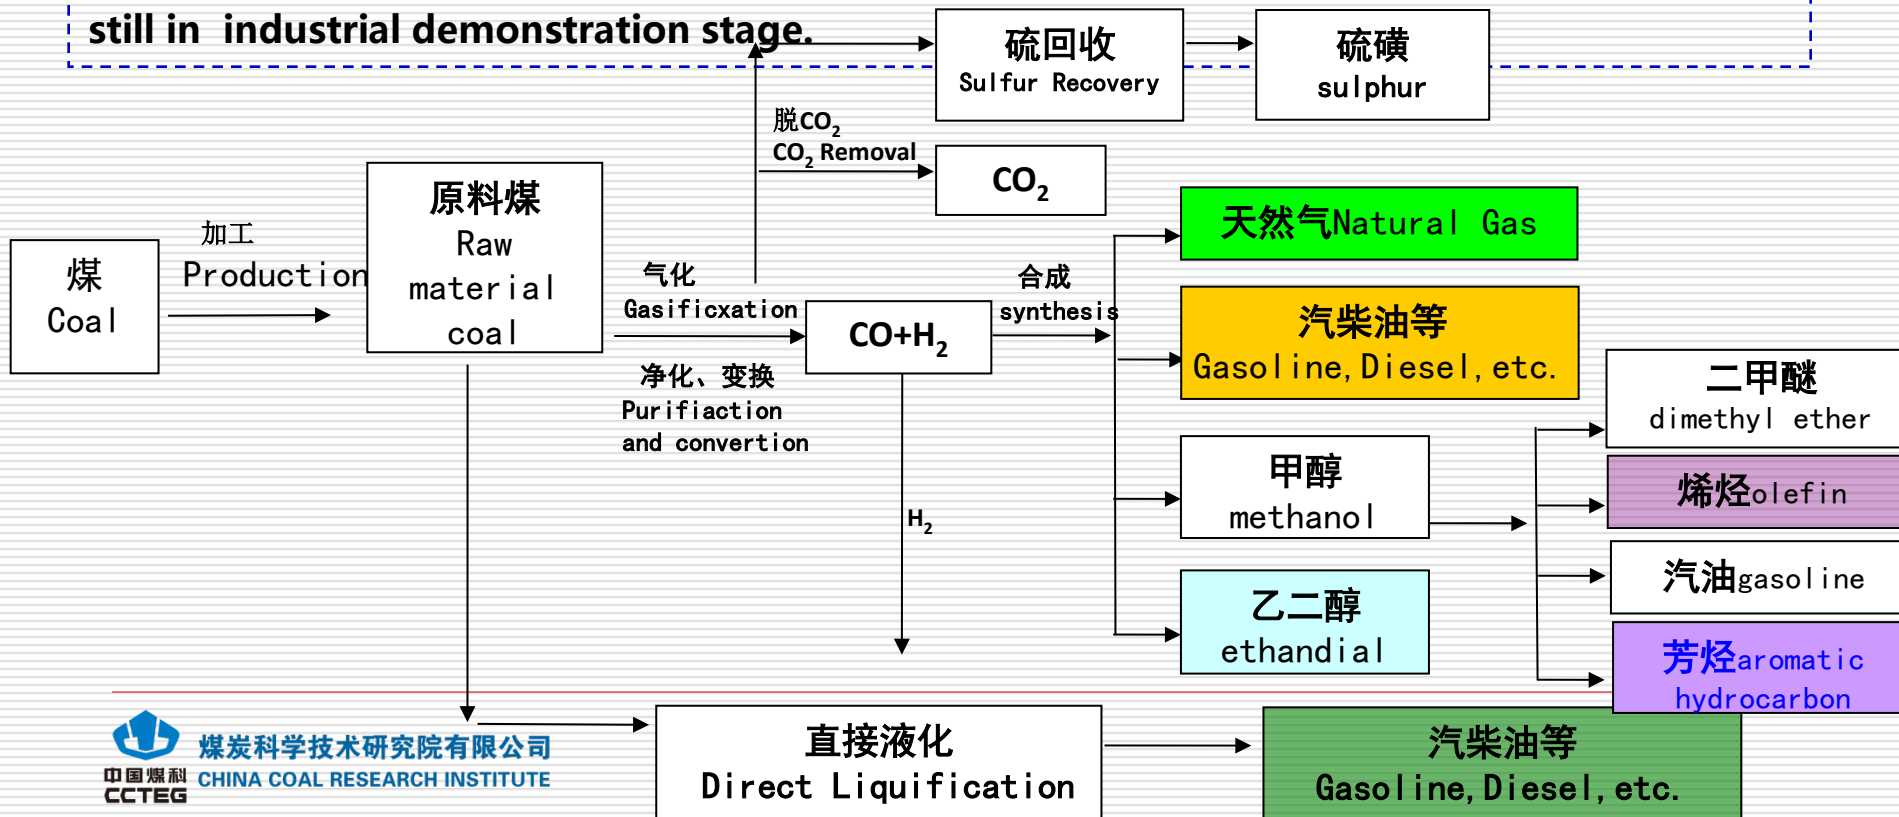 still in  industrial demonstration stage.
硫回收
Sulfur Recovery
硫磺
sulphur
脱CO₂
CO₂ Removal
CO₂
煤
Coal
加工
Production
原料煤
Raw
material
coal
气化
Gasificxation
净化、变换
Purifiaction
and convertion
CO+H₂
合成
synthesis
H₂
天然气Natural Gas
汽柴油等
Gasoline,Diesel,etc.
甲醇
methanol
乙二醇
ethandial
二甲醚
dimethyl ether
烯烃olefin
汽油gasoline
芳烃aromatic
hydrocarbon
直接液化
Direct Liquification
汽柴油等
Gasoline,Diesel,etc.
中国煤科
CCTEG
煤炭科学技术研究院有限公司
CHINA COAL RESEARCH INSTITUTE